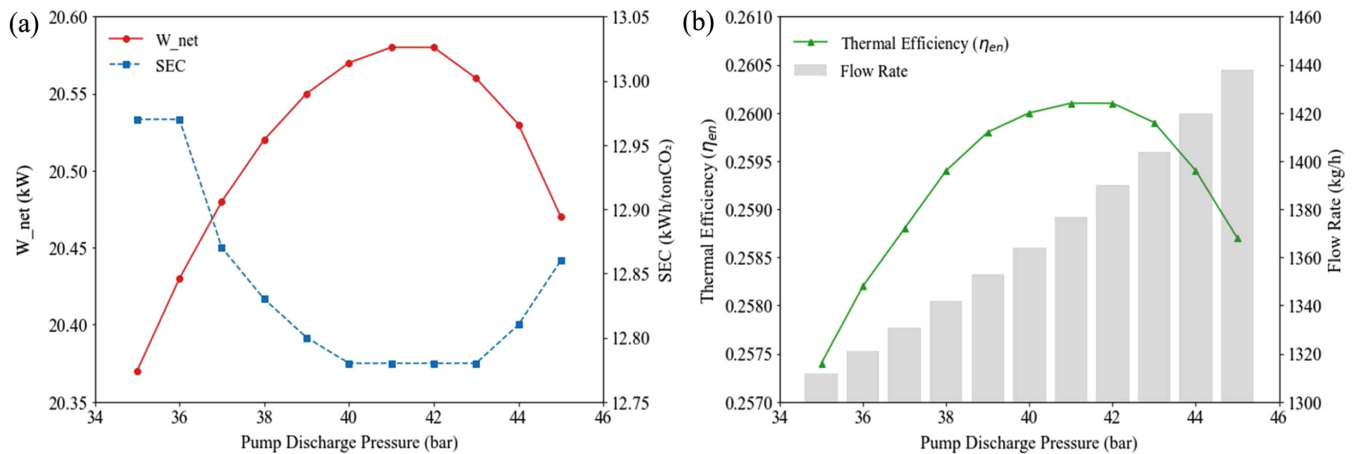 (a)
20.60
20.55
20.50
20.45
20.40
20.35
W_net (kW)
W_net
SEC
13.05
13.00
12.95
12.90
12.85
12.80
12.75
SEC (kWh/tonCO₂)
34 36 38 40 42 44 46
Pump Discharge Pressure (bar)
(b)
0.2610
0.2605
0.2600
0.2595
0.2590
0.2585
0.2580
0.2575
0.2570
Thermal Efficiency (ηₑₙ)
Thermal Efficiency (ηₑₙ)
Flow Rate
1460
1440
1420
1400
1380
1360
1340
1320
1300
Flow Rate (kg/h)
34 36 38 40 42 44 46
Pump Discharge Pressure (bar)